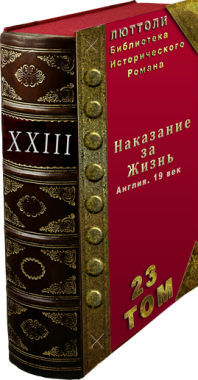 ЛЮТТОЛИ
Библиотека
Исторического
Романа
XXIII
Наказание
за
Жизнь
Англия. 19 век
23
ТОМ